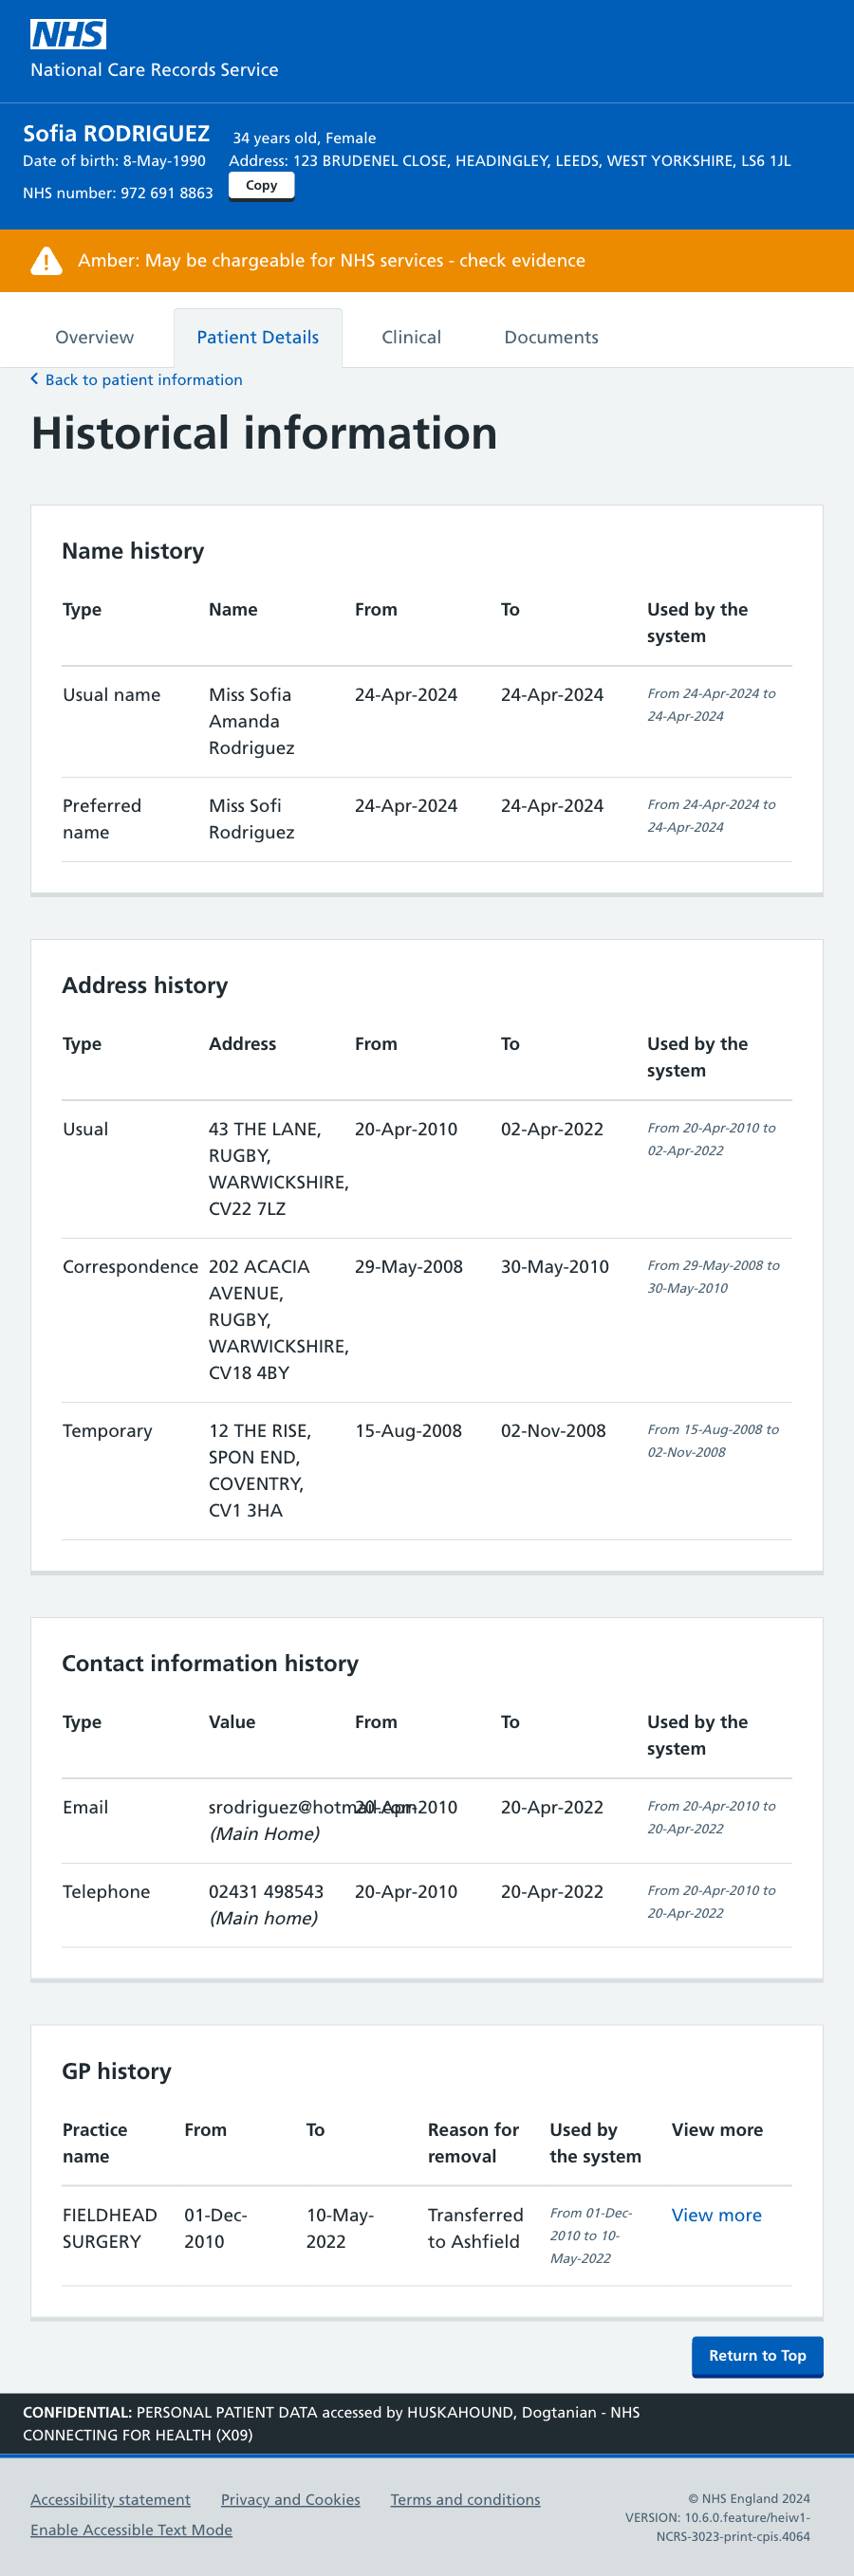 NHS
National Care Records Service
Sofia RODRIGUEZ 34 years old, Female
Date of birth: 8-May-1990 Address: 123 BRUDENEL CLOSE, HEADINGLEY, LEEDS, WEST YORKSHIRE, LS6 1JL
NHS number: 972 691 8863 Copy
Amber: May be chargeable for NHS services - check evidence
Overview Patient Details Clinical Documents
Back to patient information
Historical information
Name history
Type Name From To Used by the
system
Usual name Miss Sofia 24-Apr-2024 24-Apr-2024 From 24-Apr-2024 to
Amanda 24-Apr-2024
Rodriguez
Preferred Miss Sofi 24-Apr-2024 24-Apr-2024 From 24-Apr-2024 to
name Rodriguez 24-Apr-2024
Address history
Type Address From To Used by the
system
Usual 43 THE LANE, 20-Apr-2010 02-Apr-2022 From 20-Apr-2010 to
RUGBY, 02-Apr-2022
WARWICKSHIRE,
CV22 7LZ
Correspondence 202 ACACIA 29-May-2008 30-May-2010 From 29-May-2008 to
AVENUE, 30-May-2010
RUGBY,
WARWICKSHIRE,
CV18 4BY
Temporary 12 THE RISE, 15-Aug-2008 02-Nov-2008 From 15-Aug-2008 to
SPON END, 02-Nov-2008
COVENTRY,
CV1 3HA
Contact information history
Type Value From To Used by the
system
Email srodriguez@hotmail.com 20-Apr-2010 20-Apr-2022 From 20-Apr-2010 to
(Main Home) 20-Apr-2022
Telephone 02431 498543 20-Apr-2010 20-Apr-2022 From 20-Apr-2010 to
(Main home) 20-Apr-2022
GP history
Practice From To Reason for Used by View more
name removal the system
FIELDHEAD 01-Dec- 10-May- Transferred From 01-Dec- View more
SURGERY 2010 2022 to Ashfield 2010 to 10-
May-2022
Return to Top
CONFIDENTIAL: PERSONAL PATIENT DATA accessed by HUSKAHOUND, Dogtanian - NHS
CONNECTING FOR HEALTH (X09)
Accessibility statement Privacy and Cookies Terms and conditions © NHS England 2024
VERSION: 10.6.0.feature/heiw1-
Enable Accessible Text Mode NCRS-3023-print-cpis.4064